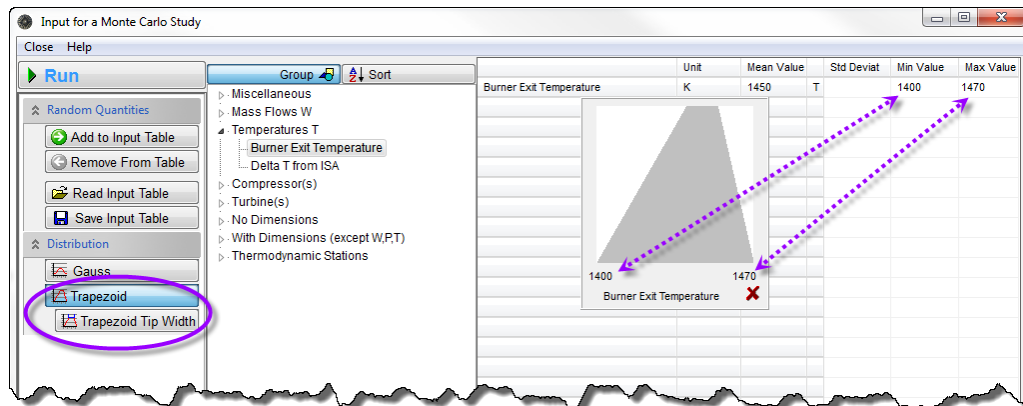 Input for a Monte Carlo Study
Close Help
Run
Random Quantities
Add to Input Table
Remove From Table
Read Input Table
Save Input Table
Distribution
Gauss
Trapezoid
Trapezoid Tip Width
Group
A Z Sort
Miscellaneous
Mass Flows W
Temperatures T
Burner Exit Temperature
Delta T from ISA
Compressor(s)
Turbine(s)
No Dimensions
With Dimensions (except W,P,T)
Thermodynamic Stations
Unit Mean Value Std Deviat Min Value Max Value
Burner Exit Temperature K 1450 T 1400 1470
1400 1470
Burner Exit Temperature